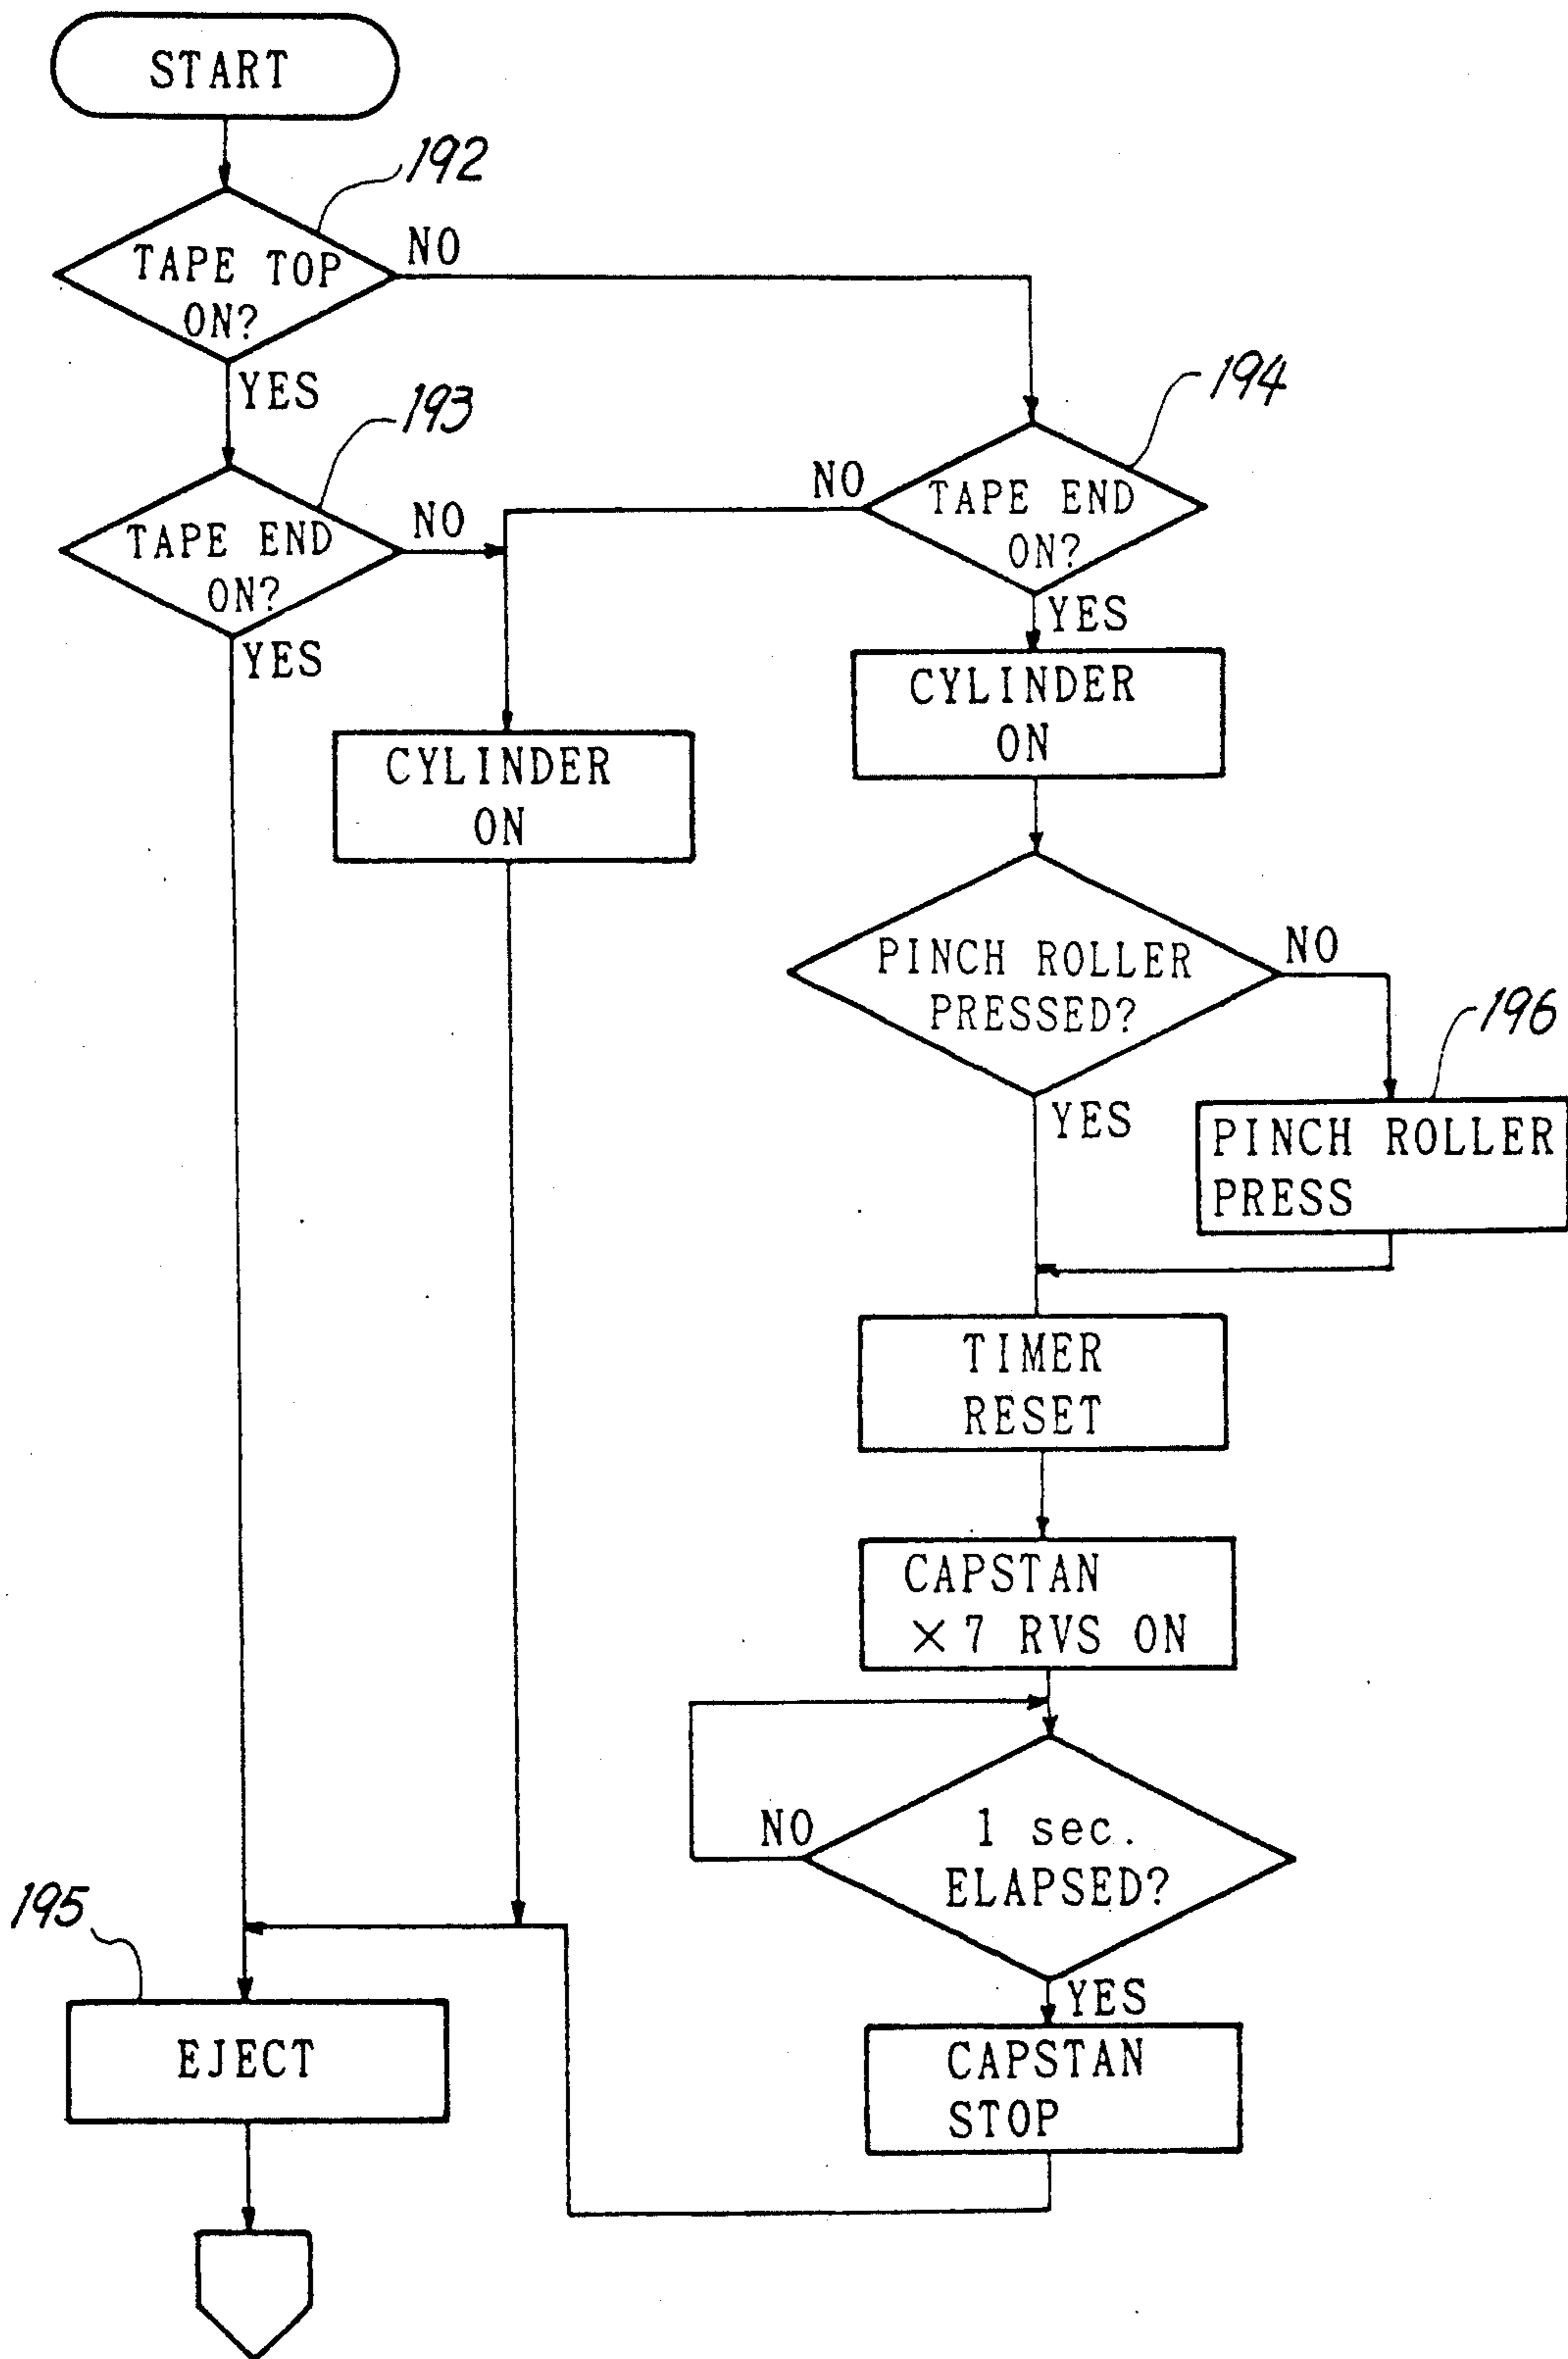 START
192
TAPE TOP
ON?
NO
YES
193
TAPE END
ON?
NO
YES
194
TAPE END
ON?
NO
YES
CYLINDER
ON
CYLINDER
ON
PINCH ROLLER
PRESSED?
NO
YES
196
PINCH ROLLER
PRESS
TIMER
RESET
CAPSTAN
×7 RVS ON
1 sec.
ELAPSED?
NO
YES
195
EJECT
CAPSTAN
STOP